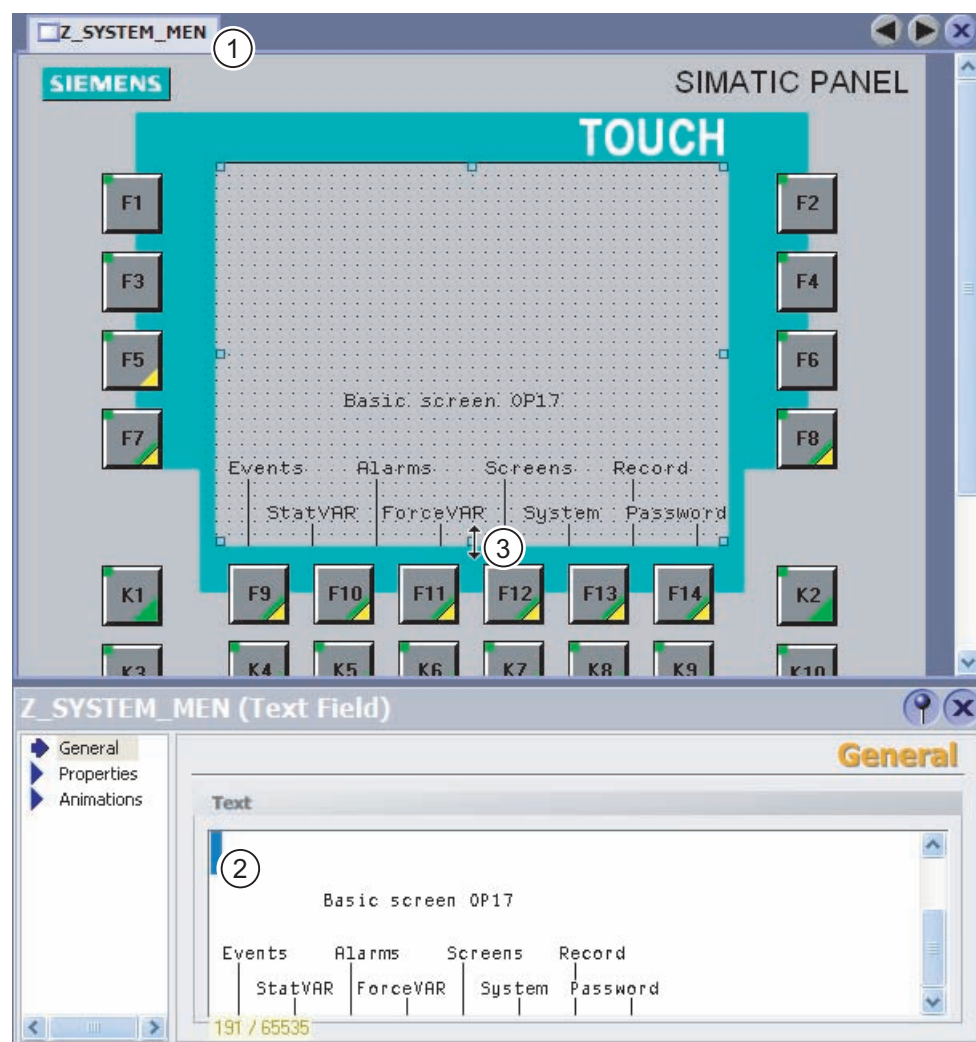 Z_SYSTEM_MEN
1
SIEMENS
SIMATIC PANEL
TOUCH
F1
F2
F3
F4
F5
F6
Basic screen OP17
F7
F8
Events Alarms Screens Record
StatVAR ForceVAR System Password
3
K1 F9 F10 F11 F12 F13 F14 K2
K3 K4 K5 K6 K7 K8 K9 K10
Z_SYSTEM_MEN (Text Field)
General
Properties
Animations
General
Text
2
Basic screen OP17
Events Alarms Screens Record
StatVAR ForceVAR System Password
191 / 65535